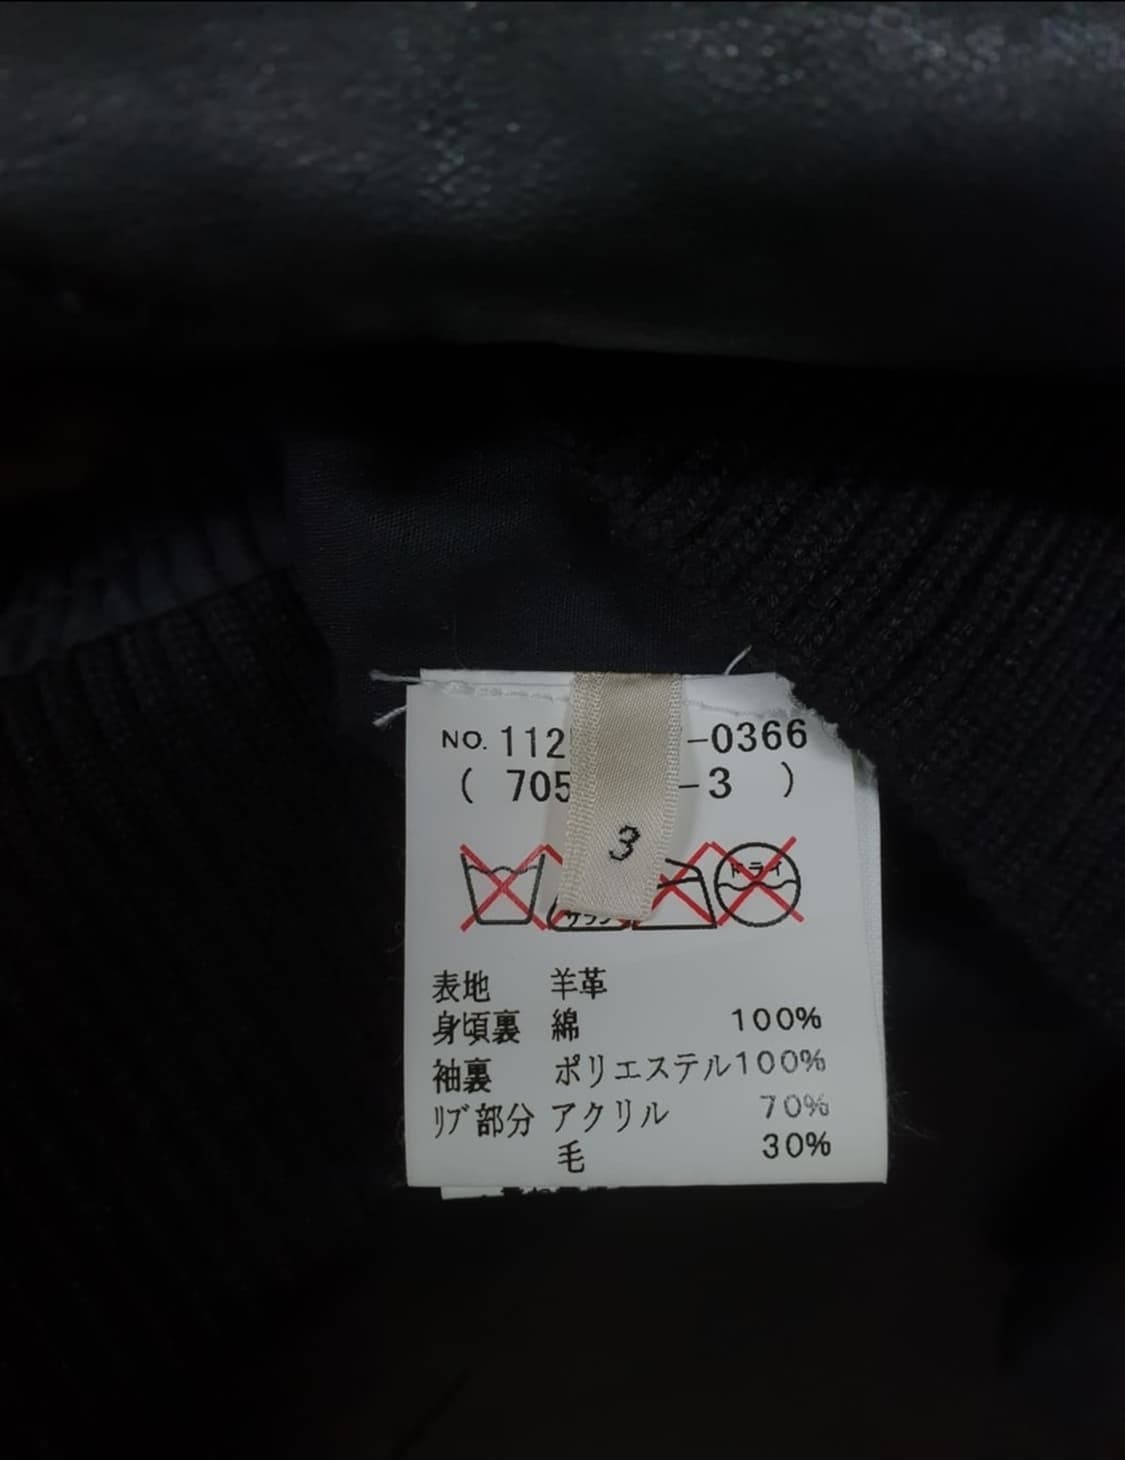 NO. 112 -0366
( 705 -3 )
3
ドライ
表地 羊革
身頃裏 綿 100%
袖裏 ポリエステル100%
リブ部分 アクリル 70%
毛 30%